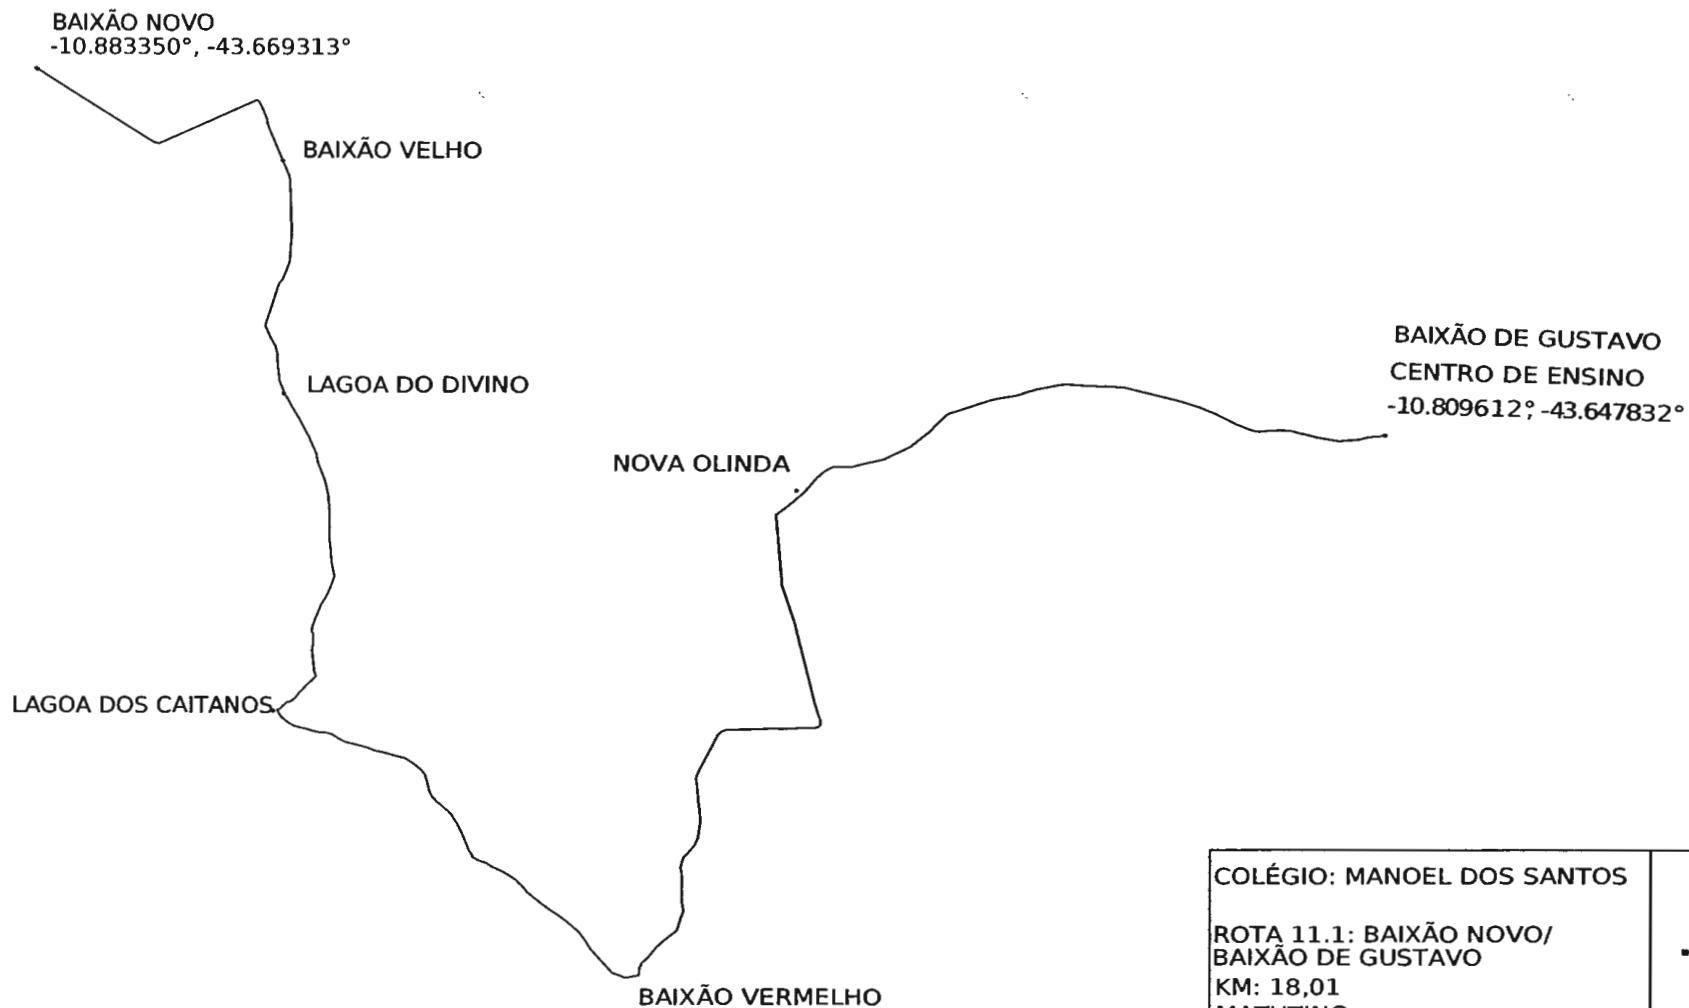 BAIXÃO NOVO
-10.883350°, -43.669313°
BAIXÃO VELHO
BAIXÃO DE GUSTAVO
CENTRO DE ENSINO
-10.809612°, -43.647832°
LAGOA DO DIVINO
NOVA OLINDA
LAGOA DOS CAITANOS
COLÉGIO: MANOEL DOS SANTOS
ROTA 11.1: BAIXÃO NOVO/
BAIXÃO DE GUSTAVO
KM: 18,01
MATUTINO
BAIXÃO VERMELHO